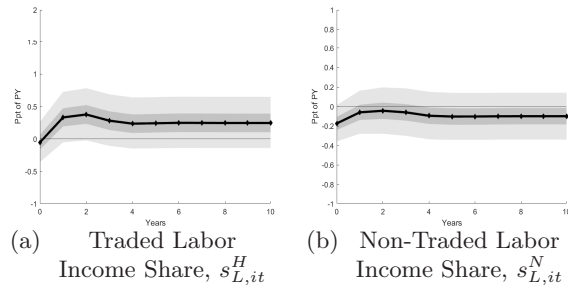 2
1.5
1
0.5
0
-0.5
-1
Ppt of PY
0 2 4 6 8 10
Years
1
0.8
0.6
0.4
0.2
0
-0.2
-0.4
-0.6
-0.8
-1
Ppt of PY
0 2 4 6 8 10
Years
(a) Traded Labor
Income Share, s^H_{L,it}
(b) Non-Traded Labor
Income Share, s^N_{L,it}